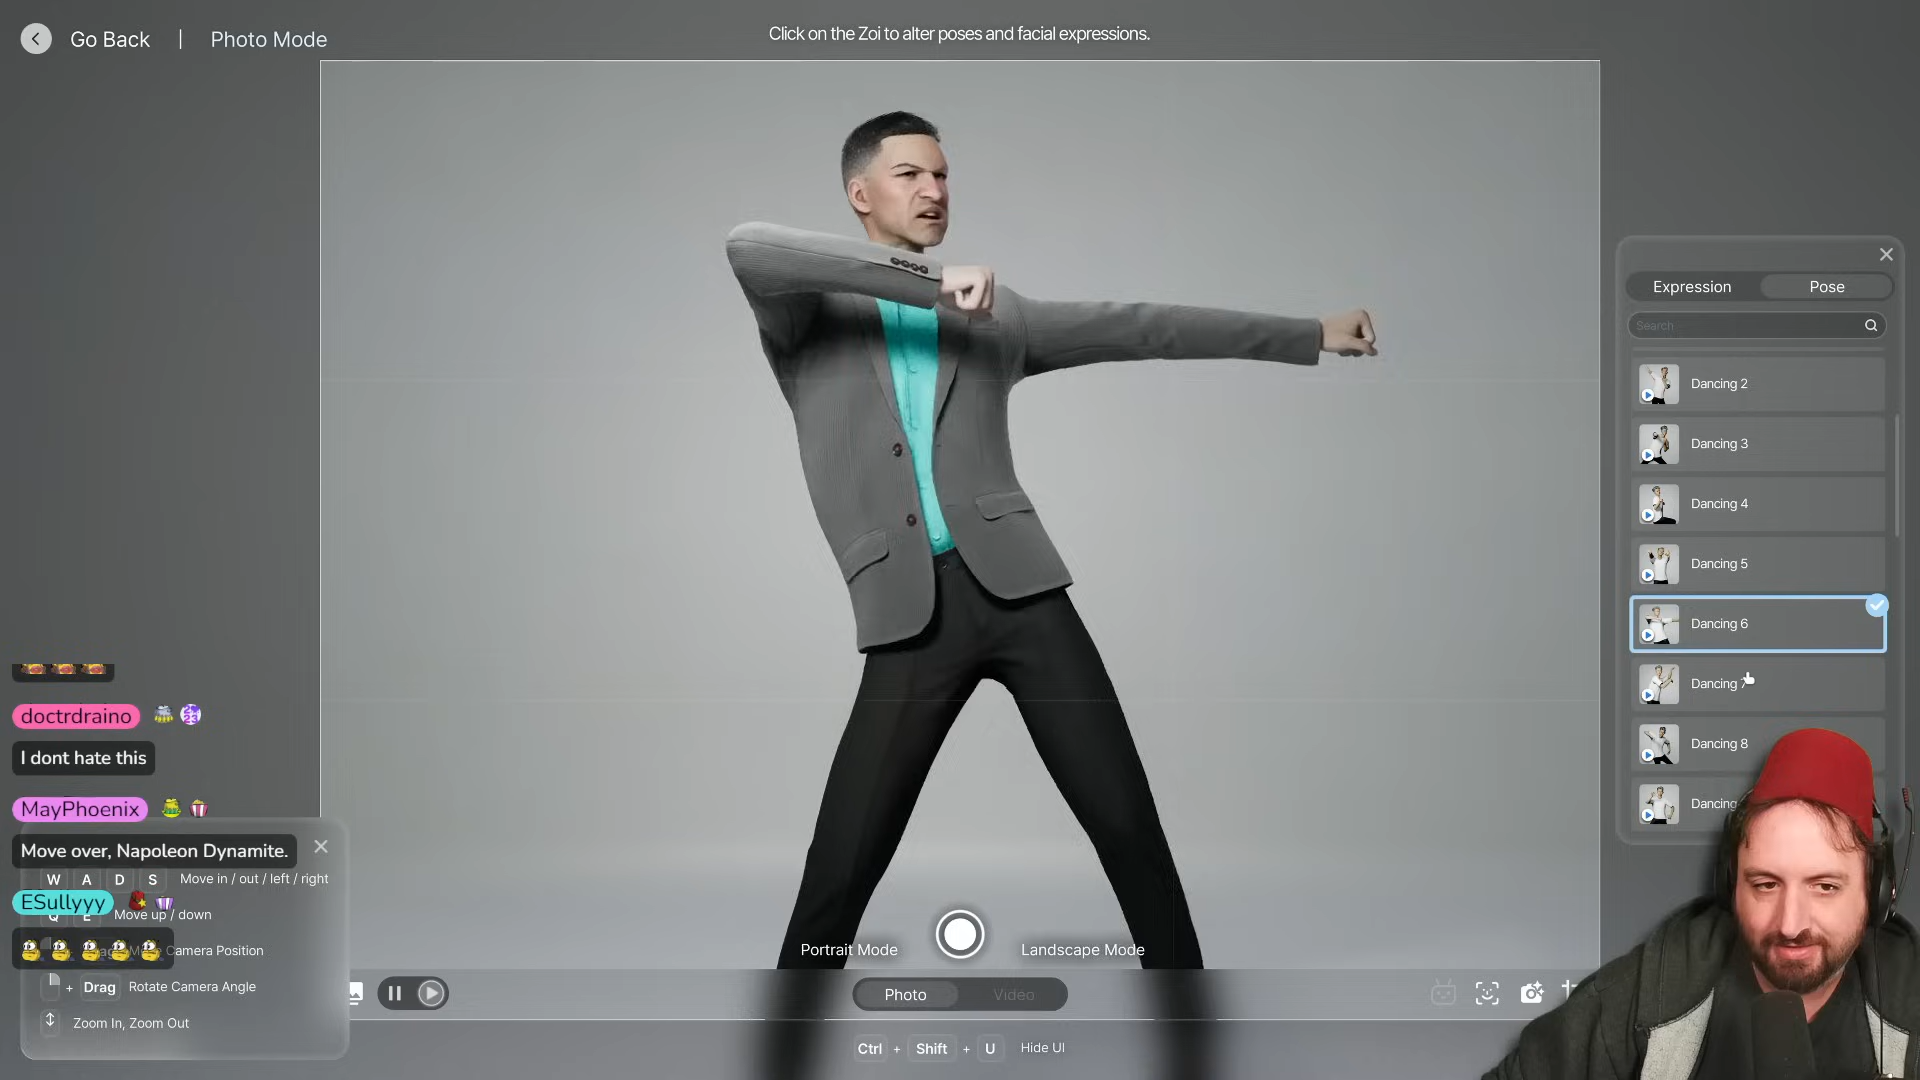 Go Back | Photo Mode
Click on the Zoi to alter poses and facial expressions.
Expression Pose
Search
Dancing 2
Dancing 3
Dancing 4
Dancing 5
Dancing 6
Dancing 7
Dancing 8
Dancing
doctrdraino
I dont hate this
MayPhoenix
Move over, Napoleon Dynamite.
W A D S Move in / out / left / right
ESullyyy
Q E Move up / down
Camera Position
+ Drag Rotate Camera Angle
Zoom In, Zoom Out
Portrait Mode Landscape Mode
Photo Video
Ctrl + Shift + U Hide UI